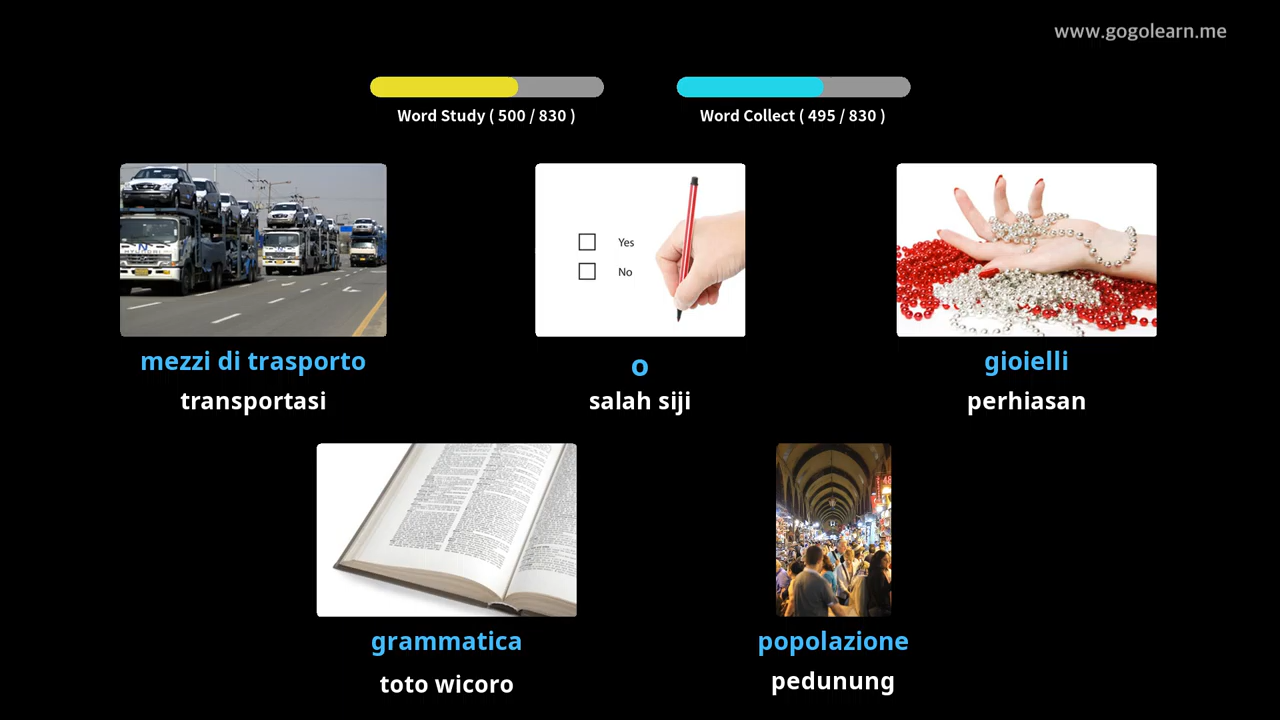 www.gogolearn.me
Word Study ( 500 / 830 )
Word Collect ( 495 / 830 )
Yes
No
mezzi di trasporto
transportasi
o
salah siji
gioielli
perhiasan
grammatica
toto wicoro
popolazione
pedunung